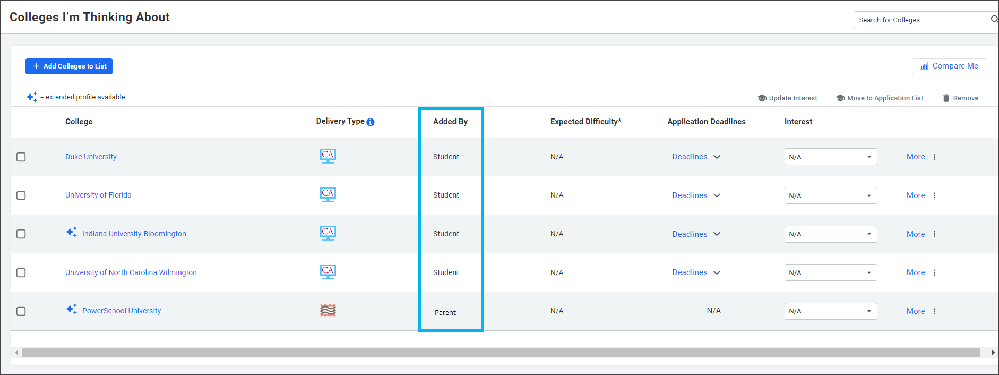 Colleges I’m Thinking About
Search for Colleges
+ Add Colleges to List
Compare Me
= extended profile available
Update Interest
Move to Application List
Remove
College Delivery Type i Added By Expected Difficulty* Application Deadlines Interest
Duke University CA Student N/A Deadlines N/A More
University of Florida CA Student N/A Deadlines N/A More
Indiana University-Bloomington CA Student N/A Deadlines N/A More
University of North Carolina Wilmington CA Student N/A Deadlines N/A More
PowerSchool University Parent N/A N/A N/A More